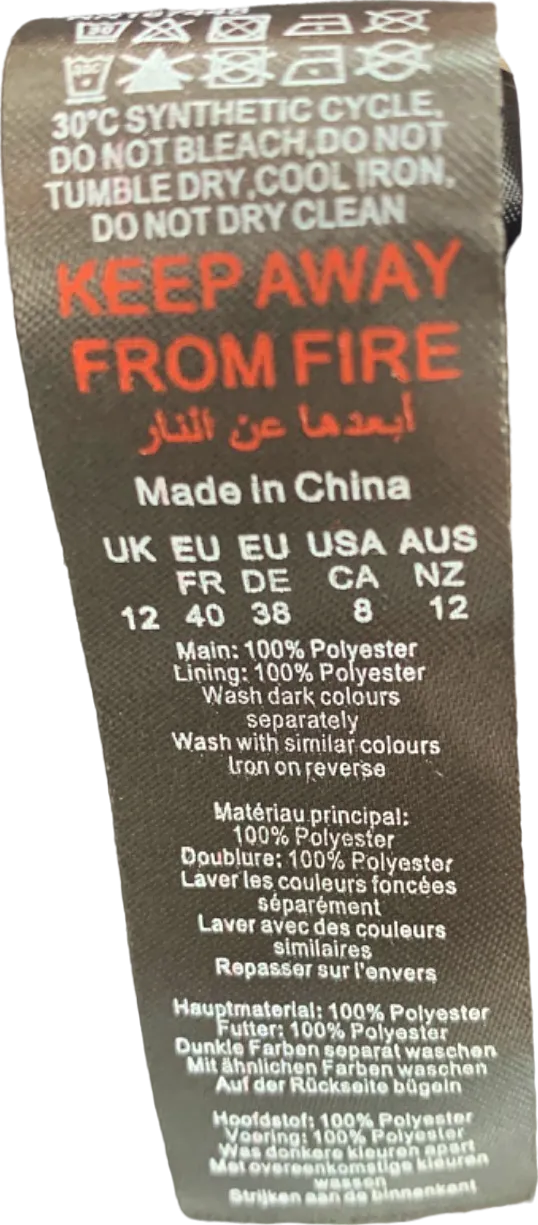 30°C SYNTHETIC CYCLE,
DO NOT BLEACH,DO NOT
TUMBLE DRY,COOL IRON,
DO NOT DRY CLEAN
KEEP AWAY
FROM FIRE
أبعدها عن النار
Made in China
UK EU EU USA AUS
FR DE CA NZ
12 40 38 8 12
Main: 100% Polyester
Lining: 100% Polyester
Wash dark colours
separately
Wash with similar colours
Iron on reverse
Matériau principal:
100% Polyester
Doublure: 100% Polyester
Laver les couleurs foncées
séparément
Laver avec des couleurs
similaires
Repasser sur l'envers
Hauptmaterial: 100% Polyester
Futter: 100% Polyester
Dunkle Farben separat waschen
Mit ähnlichen Farben waschen
Auf der Rückseite bügeln
Hoofdstof: 100% Polyester
Voering: 100% Polyester
Was donkere kleuren apart
Met overeenkomstige kleuren
wassen
Strijken aan de binnenkant